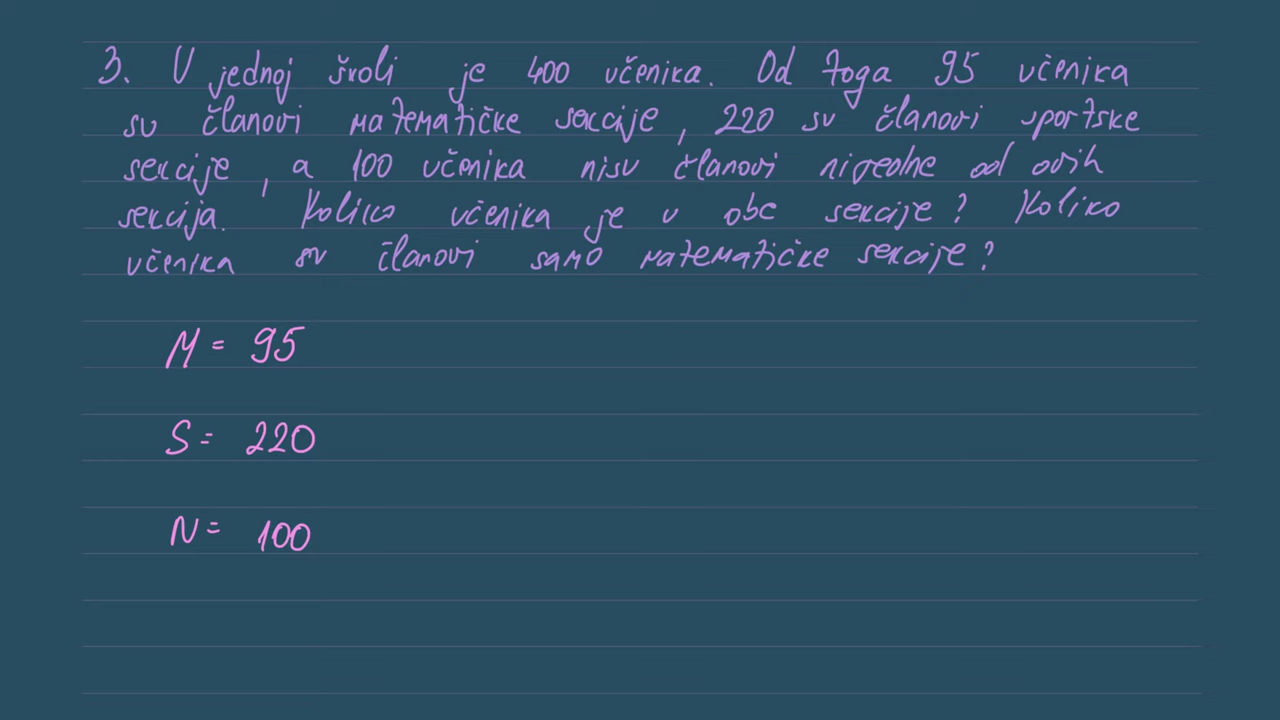 3. U jednoj školi je 400 učenika. Od toga 95 učenika
su članovi matematičke sekcije, 220 su članovi sportske
sekcije, a 100 učenika nisu članovi nijedne od ovih
sekcija. Koliko učenika je u obe sekcije? Koliko
učenika su članovi samo matematičke sekcije?
M = 95
S = 220
N = 100